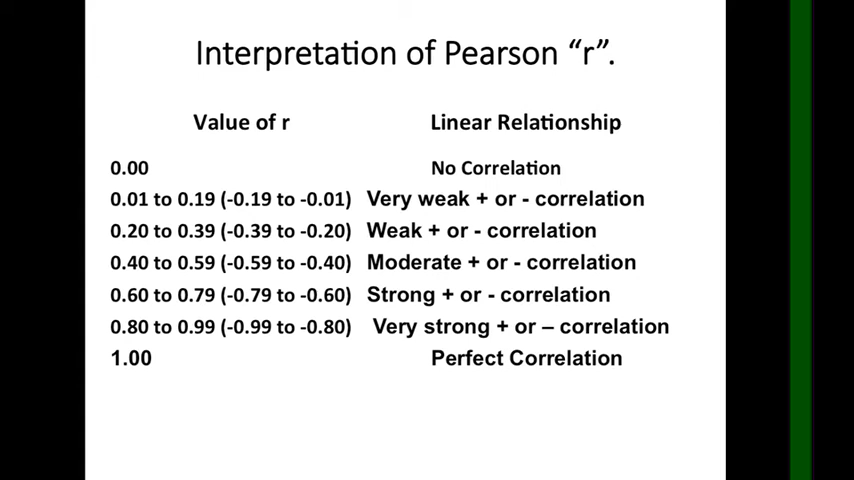 Interpretation of Pearson “r”.
Value of r Linear Relationship
0.00 No Correlation
0.01 to 0.19 (-0.19 to -0.01) Very weak + or - correlation
0.20 to 0.39 (-0.39 to -0.20) Weak + or - correlation
0.40 to 0.59 (-0.59 to -0.40) Moderate + or - correlation
0.60 to 0.79 (-0.79 to -0.60) Strong + or - correlation
0.80 to 0.99 (-0.99 to -0.80) Very strong + or – correlation
1.00 Perfect Correlation